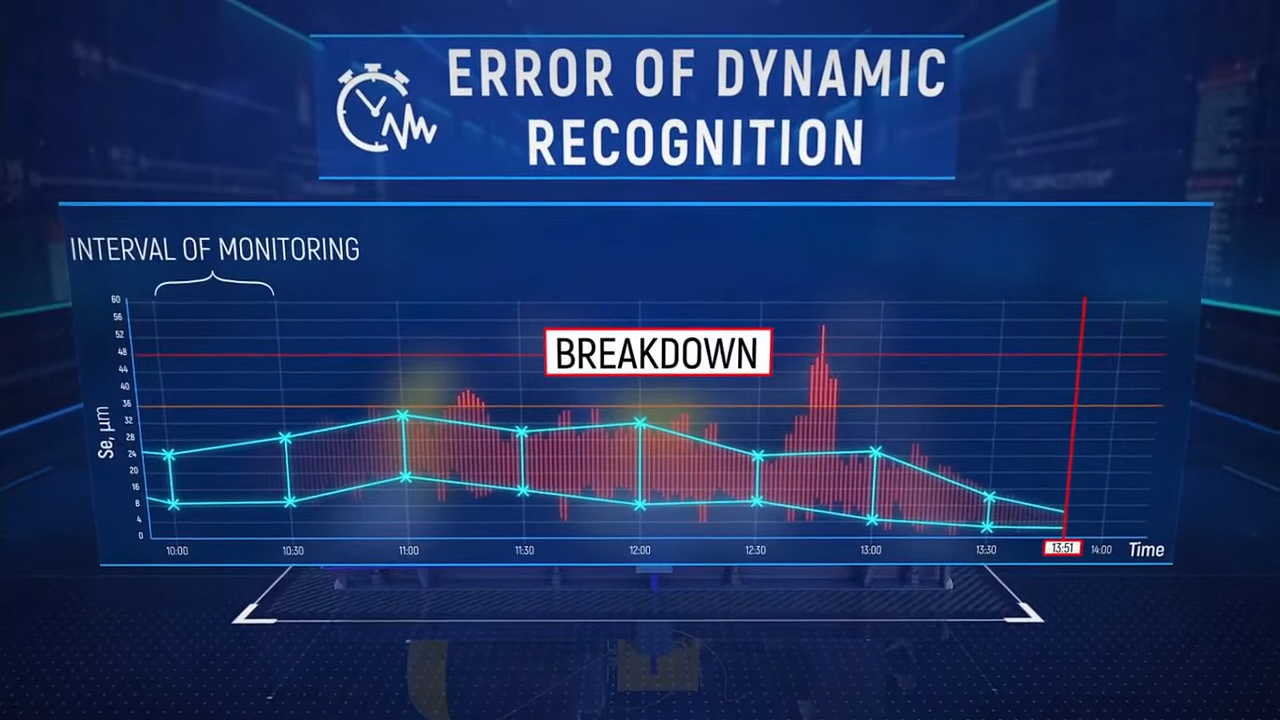 ERROR OF DYNAMIC
RECOGNITION
INTERVAL OF MONITORING
60
56
52
48
44
40
36
32
28
24
20
16
8
4
0
Se, μm
BREAKDOWN
10:00 10:30 11:00 11:30 12:00 12:30 13:00 13:30 13:51 14:00 Time